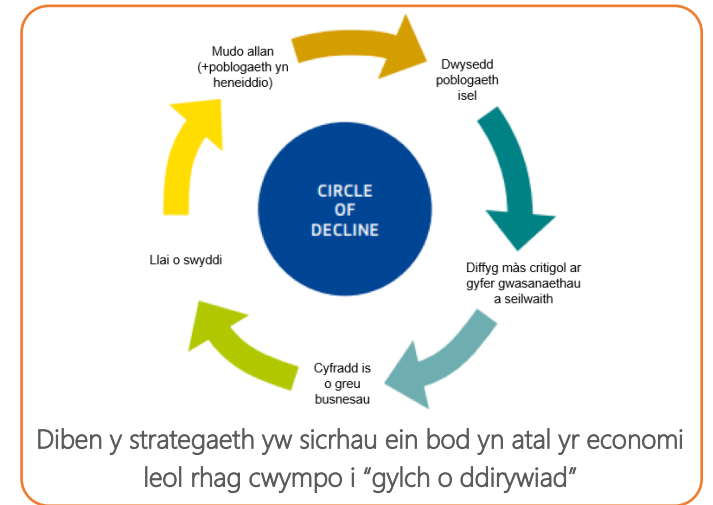 Mudo allan
(+poblogaeth yn
heneiddio)
Dwysedd
poblogaeth
isel
CIRCLE
OF
DECLINE
Llai o swyddi
Diffyg màs critigol ar
gyfer gwasanaethau
a seilwaith
Cyfradd is
o greu
busnesau
Diben y strategaeth yw sicrhau ein bod yn atal yr economi
leol rhag cwympo i “gylch o ddirywiad”